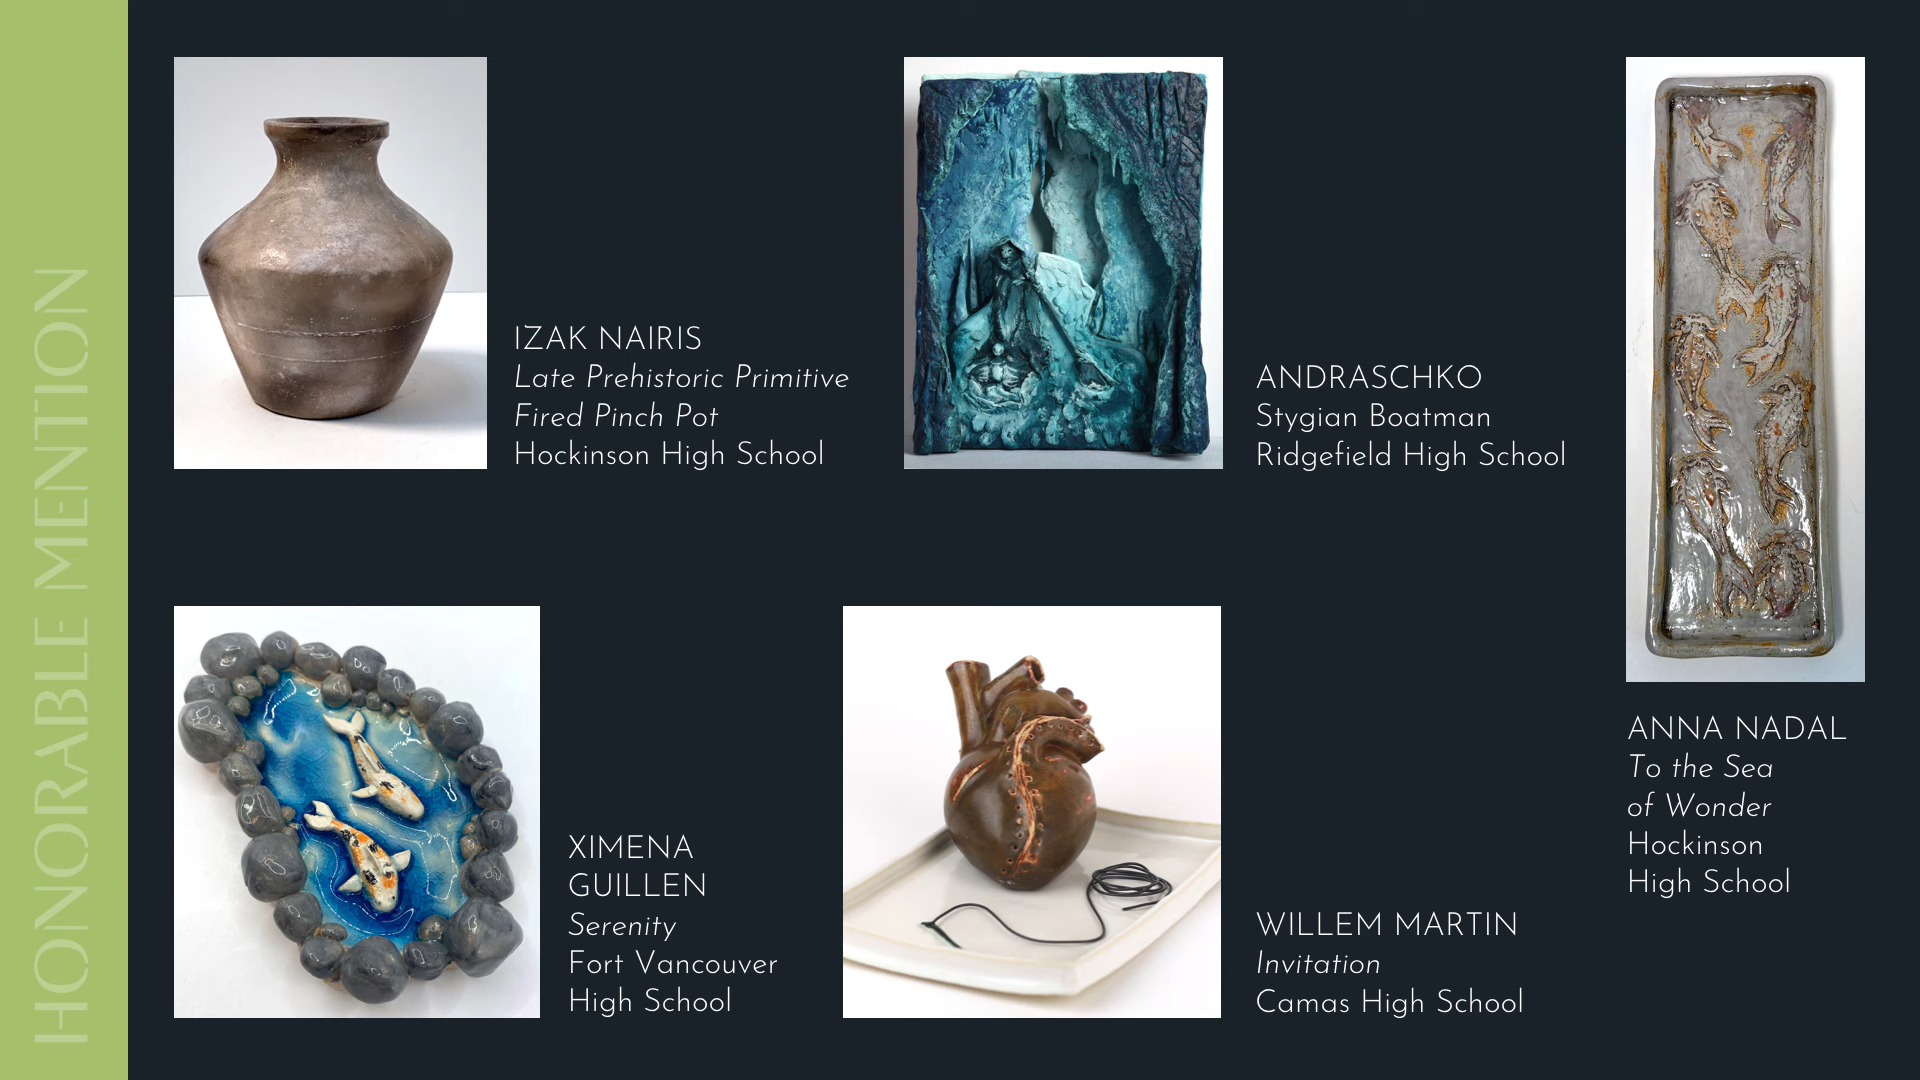 HONORABLE MENTION
IZAK NAIRIS
Late Prehistoric Primitive
Fired Pinch Pot
Hockinson High School
ANDRASCHKO
Stygian Boatman
Ridgefield High School
ANNA NADAL
To the Sea
of Wonder
Hockinson
High School
XIMENA
GUILLEN
Serenity
Fort Vancouver
High School
WILLEM MARTIN
Invitation
Camas High School